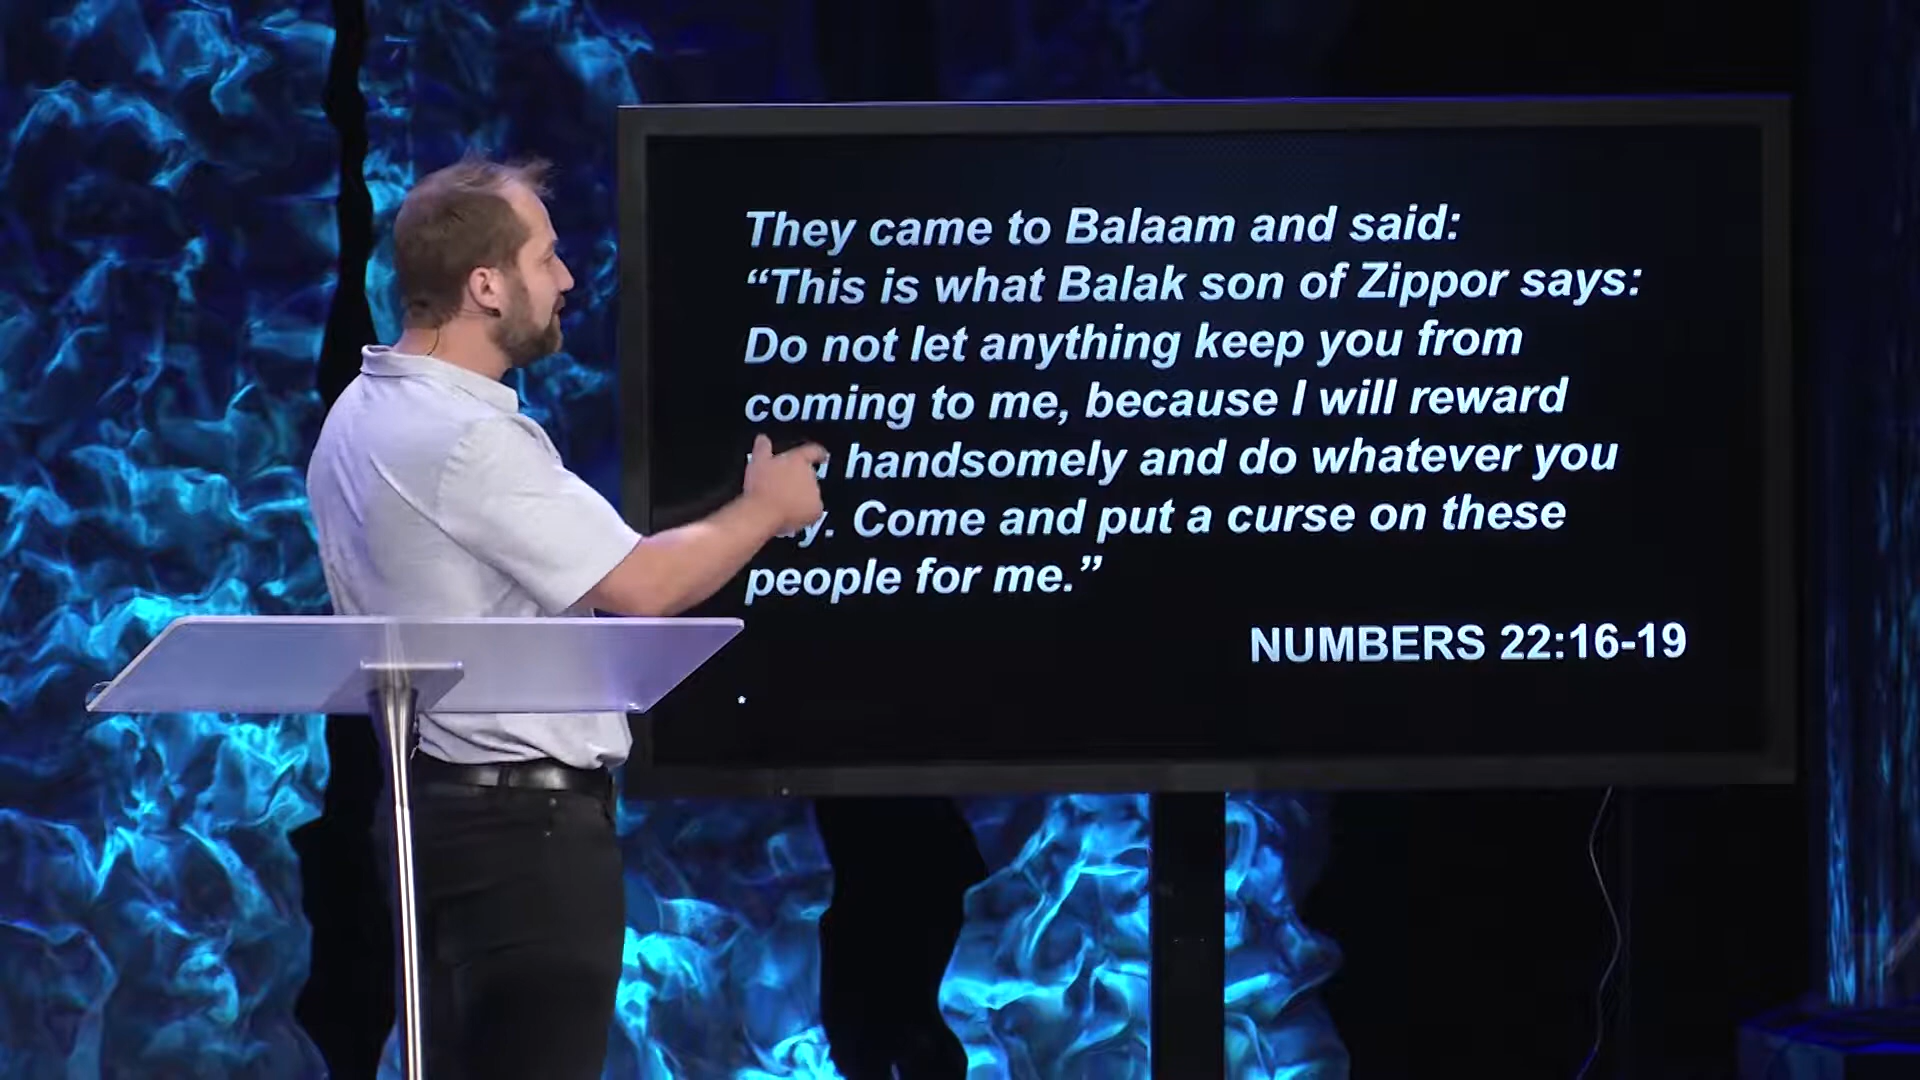 They came to Balaam and said:
“This is what Balak son of Zippor says:
Do not let anything keep you from
coming to me, because I will reward
handsomely and do whatever you
Come and put a curse on these
people for me.”
NUMBERS 22:16-19